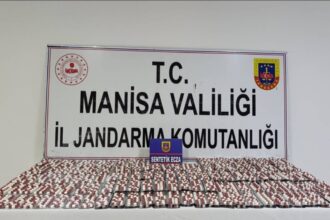 T.C.
MANİSA VALİLİĞİ
İL JANDARMA KOMUTANLIĞI
SENTETİK ECZA